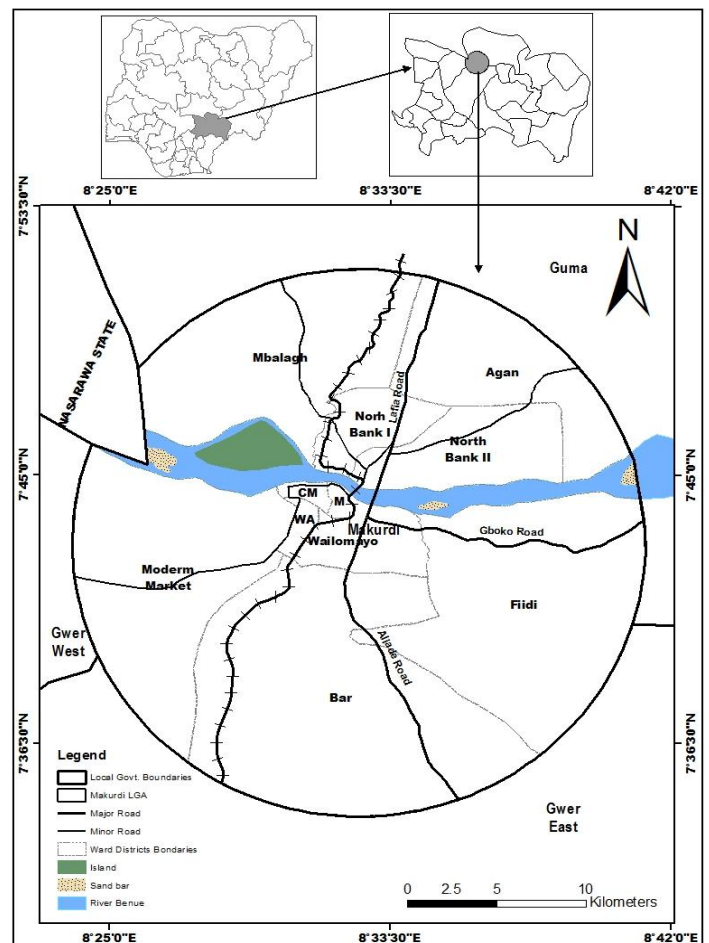 8°25'0"E
8°33'30"E
8°42'0"E
7°53'30"N
7°53'30"N
N
Guma
NASARAWA STATE
Mbalagh
Agan
Lafia Road
Norh
Bank I
North
Bank II
7°45'0"N
7°45'0"N
CM
M
WA
Makurdi
Wailomayo
Gboko Road
Moderm
Market
Fiidi
Gwer
West
Aliade Road
Bar
7°36'0"N
7°36'0"N
Gwer
East
Legend
Local Govt. Boundaries
Makurdi LGA
Major Road
Minor Road
Ward Districts Bondaries
Island
Sand bar
River Benue
0 2.5 5 10
Kilometers
8°25'0"E
8°33'30"E
8°42'0"E